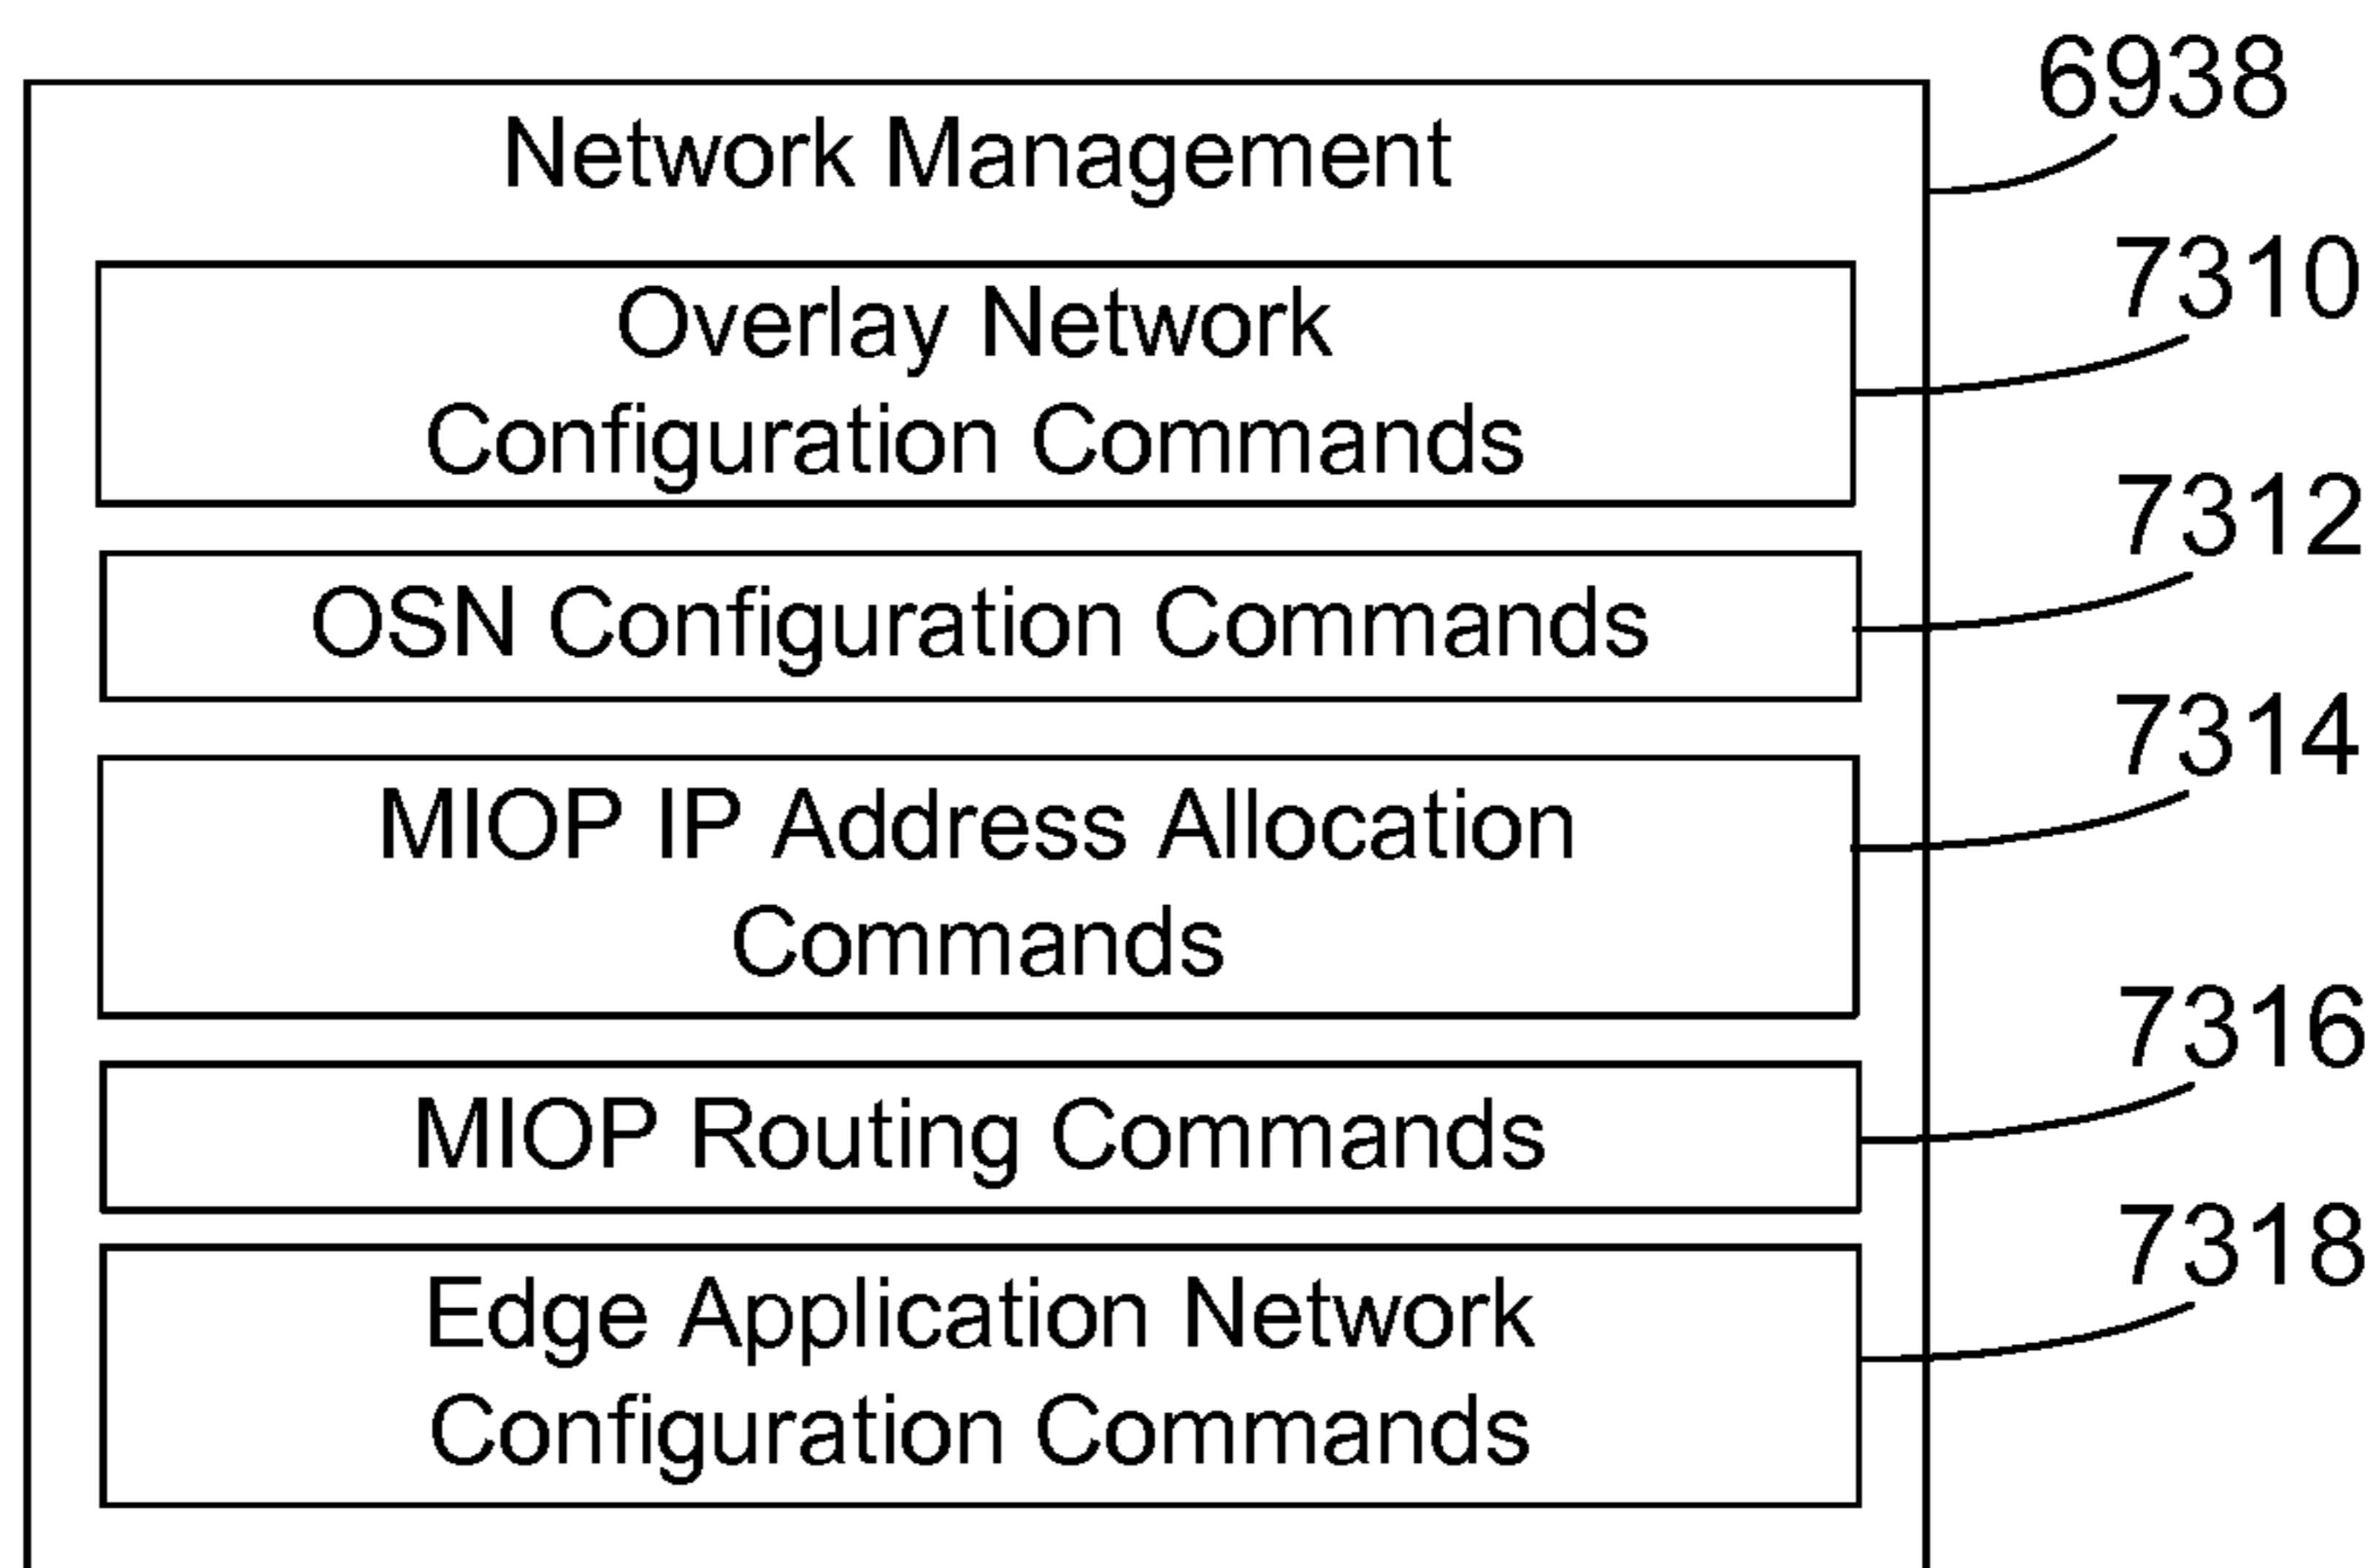 6938
Network Management
7310
Overlay Network
Configuration Commands
7312
OSN Configuration Commands
7314
MIOP IP Address Allocation
Commands
7316
MIOP Routing Commands
7318
Edge Application Network
Configuration Commands